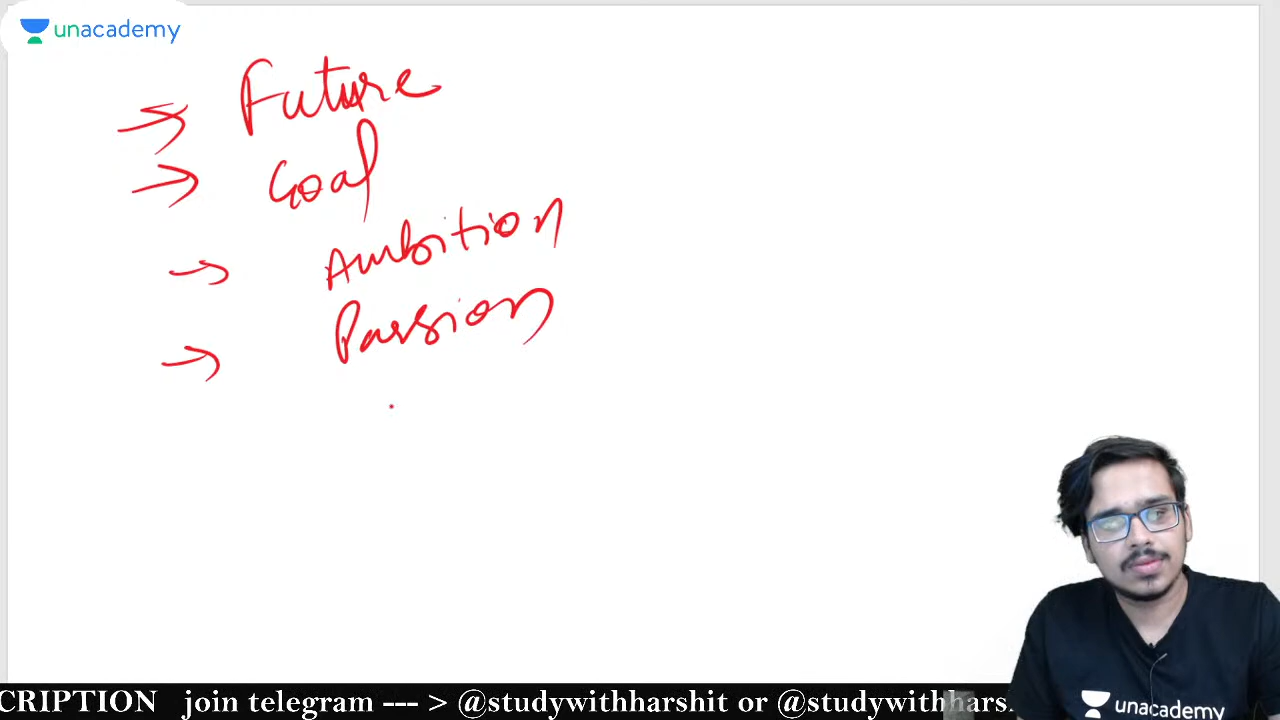 unacademy
→ Future
→ Goal
→ Ambition
→ Passion
unacademy
CRIPTION join telegram --- > @studywithharshit or @studywithhars